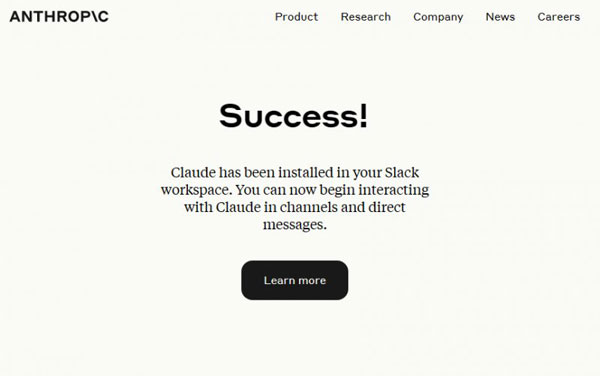 ANTHROP\C
Product Research Company News Careers
Success!
Claude has been installed in your Slack
workspace. You can now begin interacting
with Claude in channels and direct
messages.
Learn more